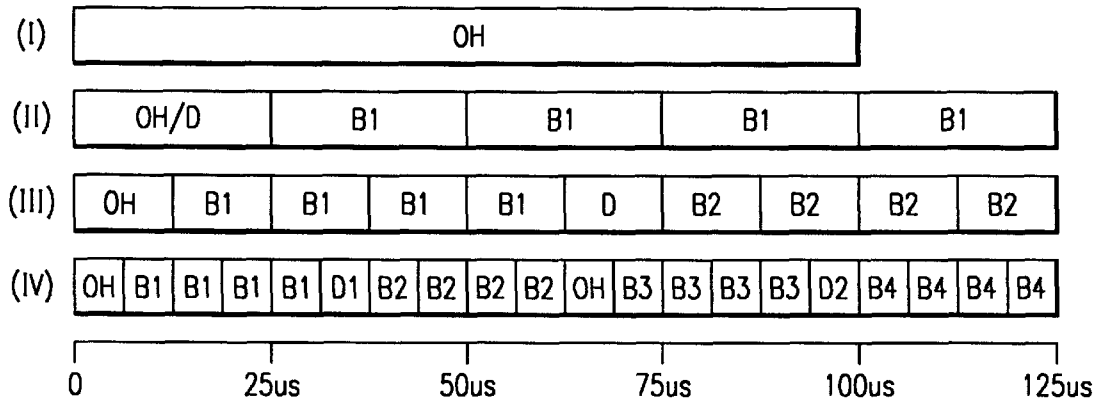 (I) OH
(II) OH/D B1 B1 B1 B1
(III) OH B1 B1 B1 B1 D B2 B2 B2 B2
(IV) OH B1 B1 B1 B1 D1 B2 B2 B2 B2 OH B3 B3 B3 B3 D2 B4 B4 B4 B4
0 25us 50us 75us 100us 125us